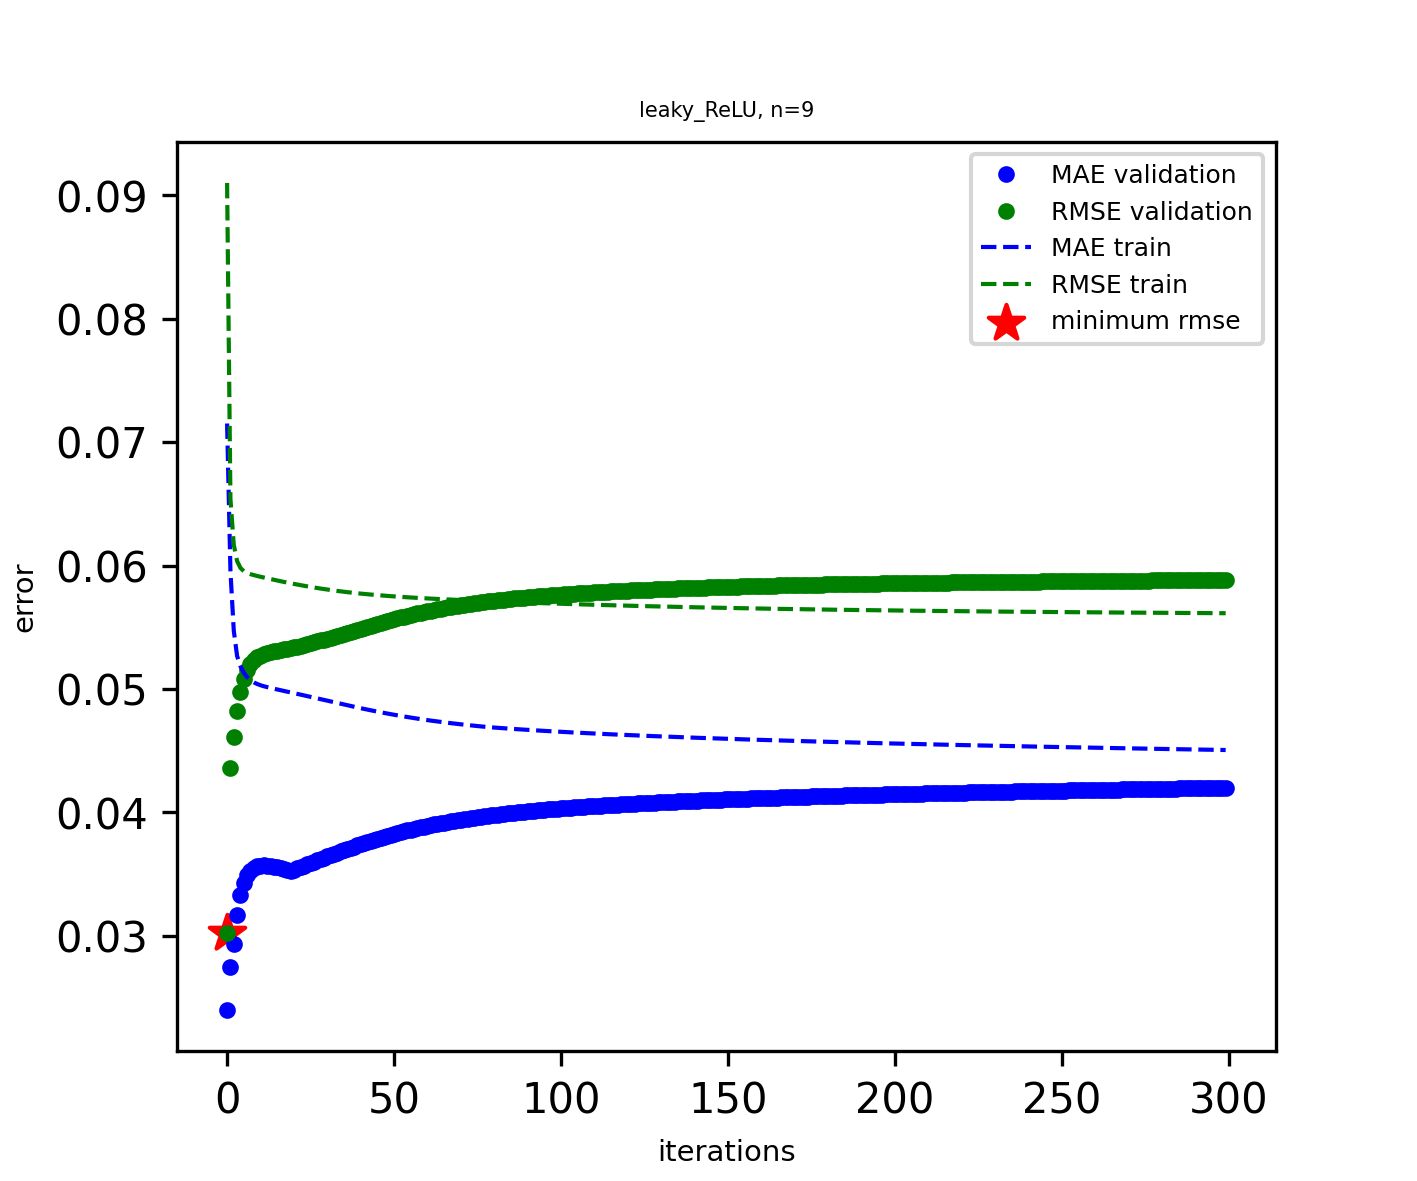 leaky_ReLU, n=9
MAE validation
RMSE validation
MAE train
RMSE train
minimum rmse
0.09
0.08
0.07
0.06
0.05
0.04
0.03
error
0 50 100 150 200 250 300
iterations